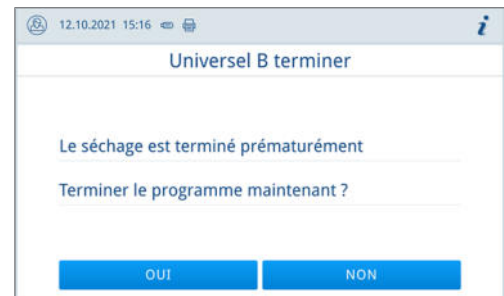 12.10.2021 15:16
i
Universel B terminer
Le séchage est terminé prématurément
Terminer le programme maintenant ?
OUI
NON